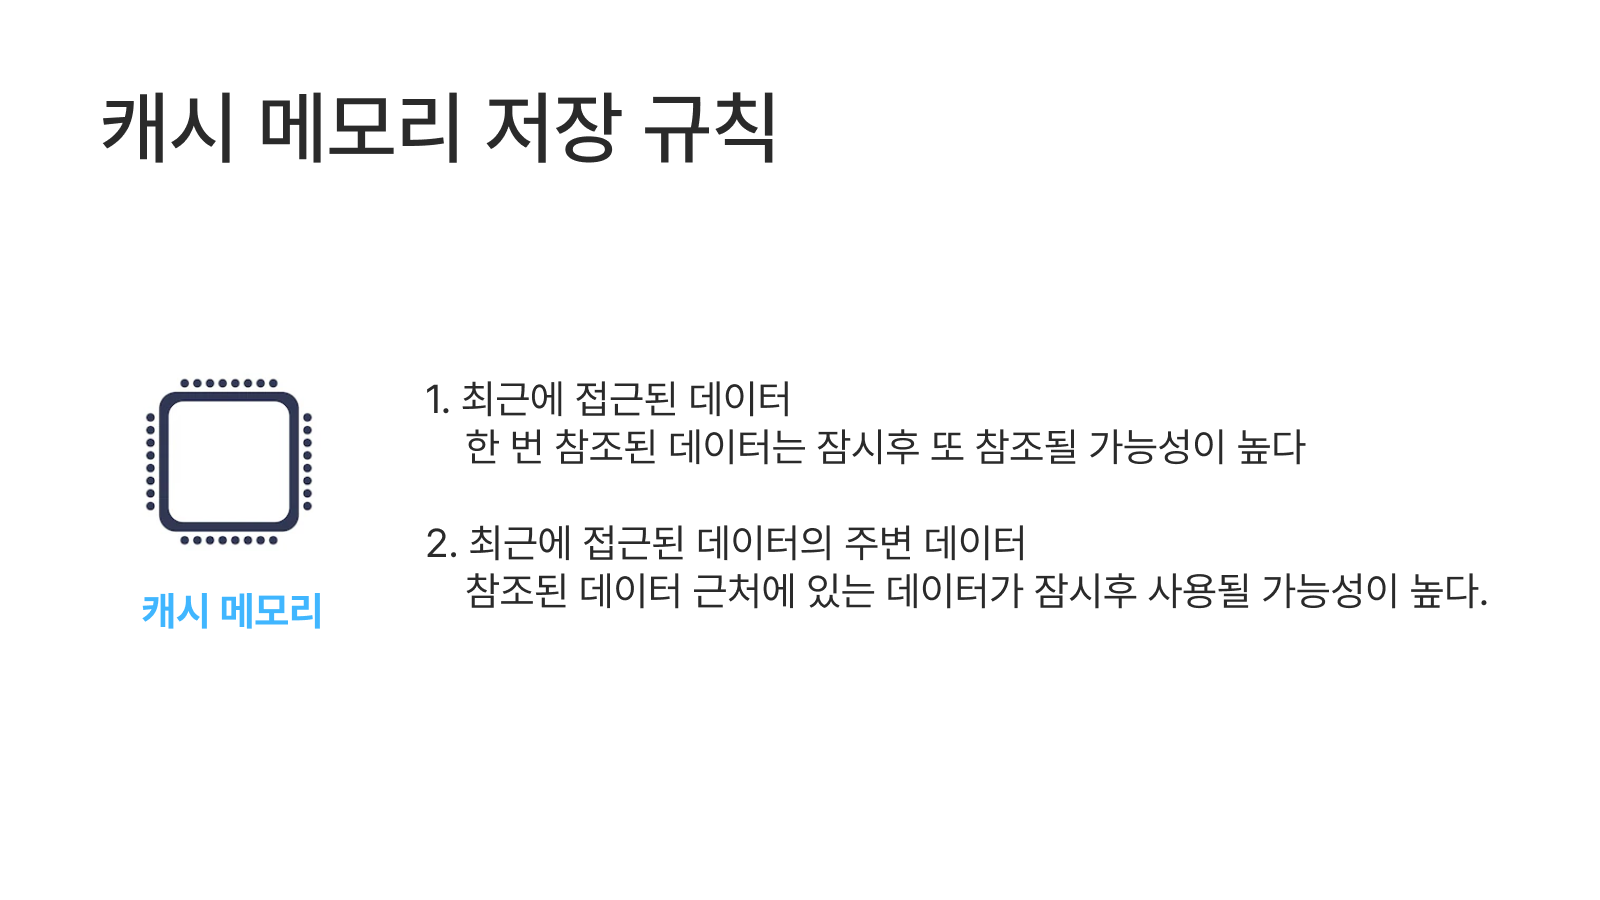 캐시 메모리 저장 규칙
1. 최근에 접근된 데이터
한 번 참조된 데이터는 잠시후 또 참조될 가능성이 높다
2. 최근에 접근된 데이터의 주변 데이터
참조된 데이터 근처에 있는 데이터가 잠시후 사용될 가능성이 높다.
캐시 메모리